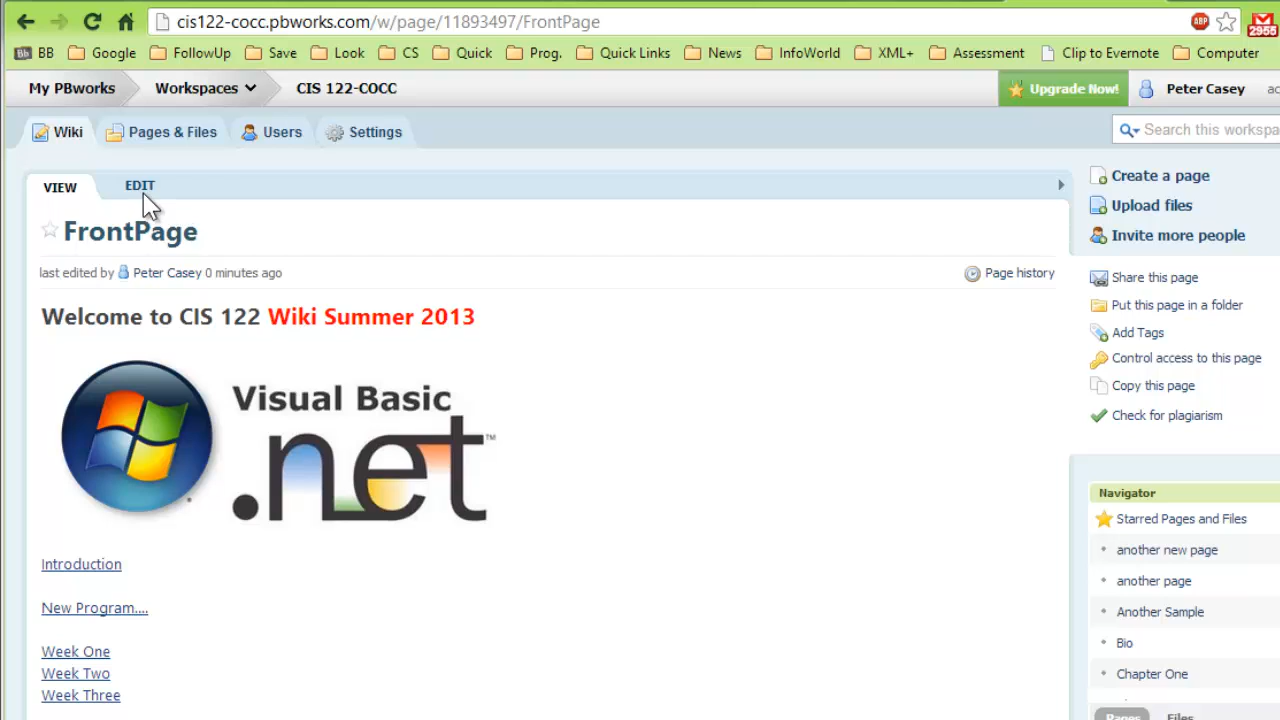 cis122-cocc.pbworks.com/w/page/11893497/FrontPage
ABP
2955
Bb BB Google FollowUp Save Look CS Quick Prog. Quick Links News InfoWorld XML+ Assessment Clip to Evernote Computer
My PBworks Workspaces CIS 122-COCC Upgrade Now! Peter Casey
Wiki Pages & Files Users Settings Search this workspa
VIEW EDIT
FrontPage
last edited by Peter Casey 0 minutes ago Page history
Welcome to CIS 122 Wiki Summer 2013
Visual Basic
.net™
Introduction
New Program....
Week One
Week Two
Week Three
Create a page
Upload files
Invite more people
Share this page
Put this page in a folder
Add Tags
Control access to this page
Copy this page
Check for plagiarism
Navigator
Starred Pages and Files
another new page
another page
Another Sample
Bio
Chapter One
Pages Files